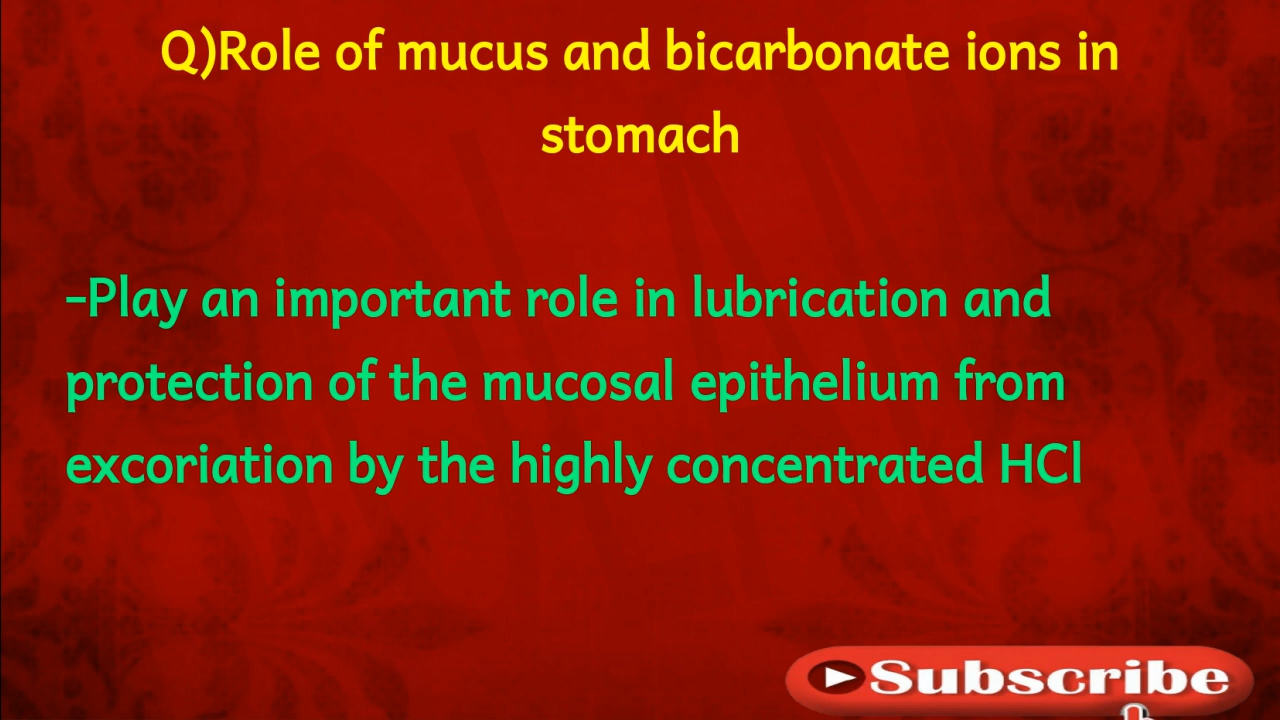 Q)Role of mucus and bicarbonate ions in
stomach
-Play an important role in lubrication and
protection of the mucosal epithelium from
excoriation by the highly concentrated HCl
Subscribe